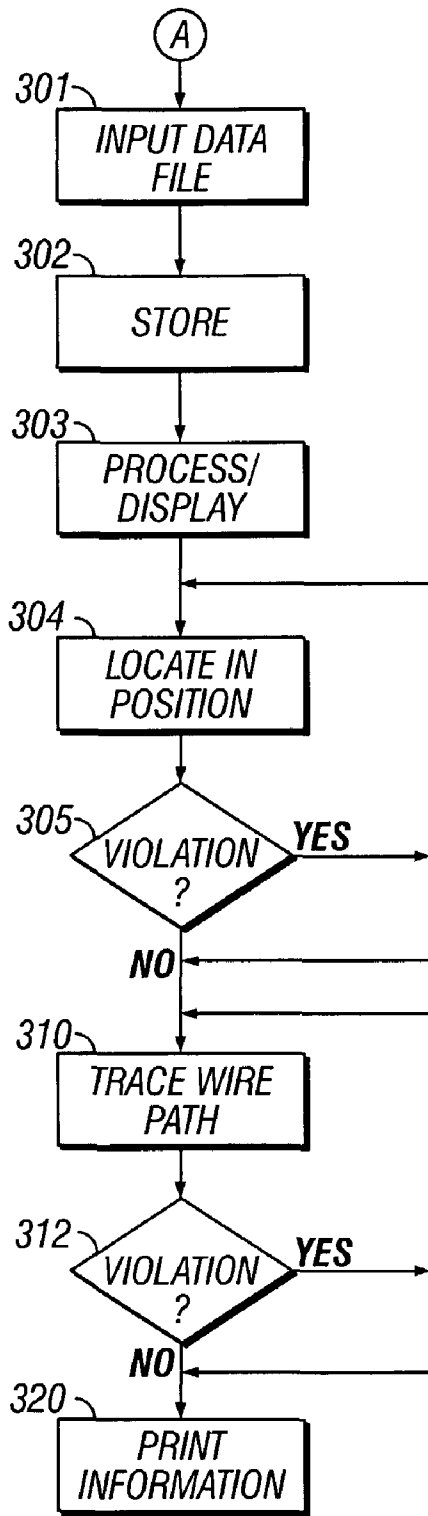 A
301
INPUT DATA
FILE
302
STORE
303
PROCESS/
DISPLAY
304
LOCATE IN
POSITION
305
VIOLATION
?
YES
NO
310
TRACE WIRE
PATH
312
VIOLATION
?
YES
NO
320
PRINT
INFORMATION